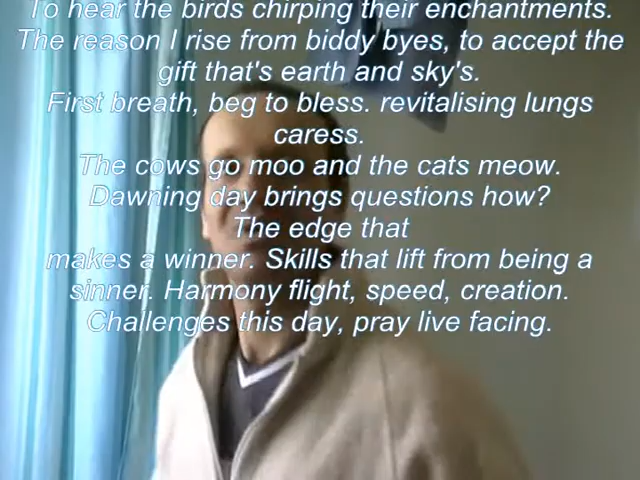 To hear the birds chirping their enchantments.
The reason I rise from biddy byes, to accept the
gift that's earth and sky's.
First breath, beg to bless. revitalising lungs
caress.
The cows go moo and the cats meow.
Dawning day brings questions how?
The edge that
makes a winner. Skills that lift from being a
sinner. Harmony flight, speed, creation.
Challenges this day, pray live facing.